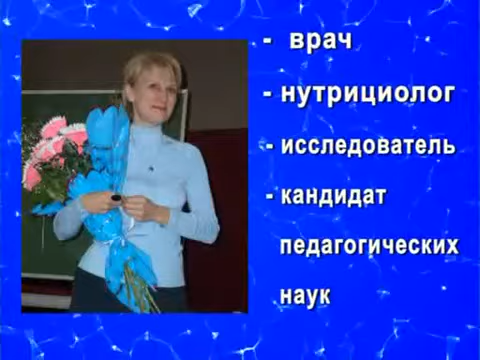 - врач
- нутрициолог
- исследователь
- кандидат
педагогических
наук